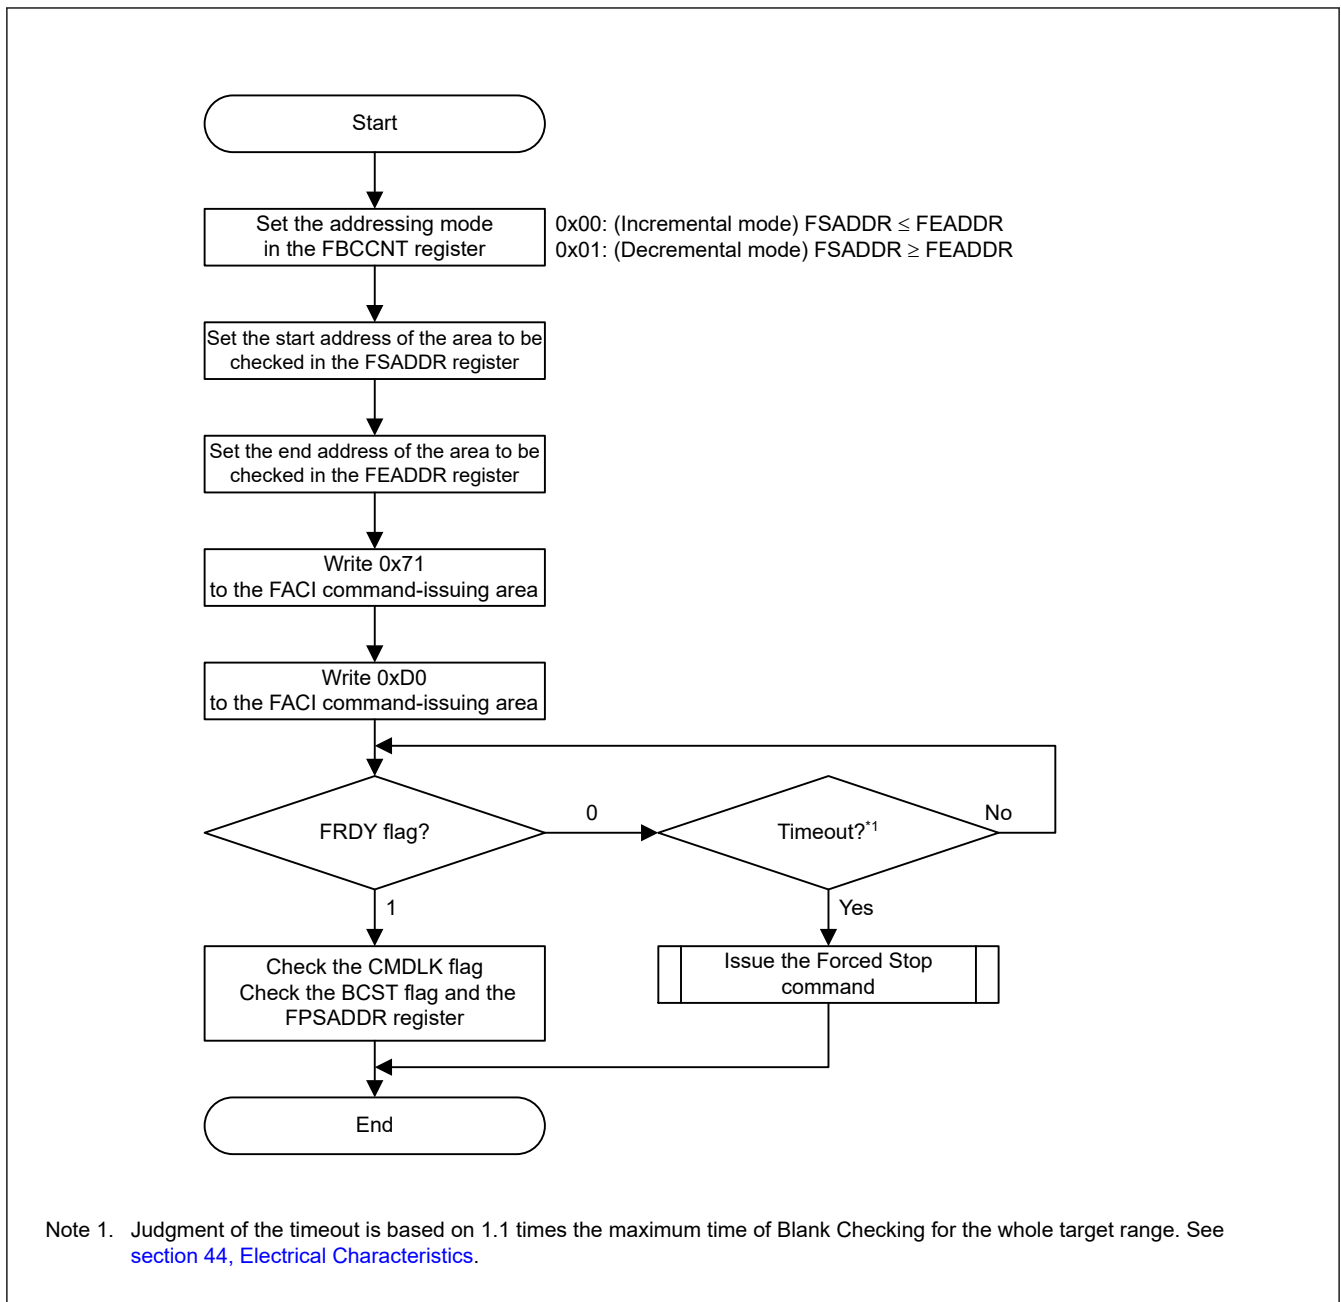 Start
Set the addressing mode
in the FBCCNT register
0x00: (Incremental mode) FSADDR ≤ FEADDR
0x01: (Decremental mode) FSADDR ≥ FEADDR
Set the start address of the area to be
checked in the FSADDR register
Set the end address of the area to be
checked in the FEADDR register
Write 0x71
to the FACI command-issuing area
Write 0xD0
to the FACI command-issuing area
FRDY flag?
0
Timeout?*1
No
1
Yes
Check the CMDLK flag
Check the BCST flag and the
FPSADDR register
Issue the Forced Stop
command
End
Note 1. Judgment of the timeout is based on 1.1 times the maximum time of Blank Checking for the whole target range. See
section 44, Electrical Characteristics.